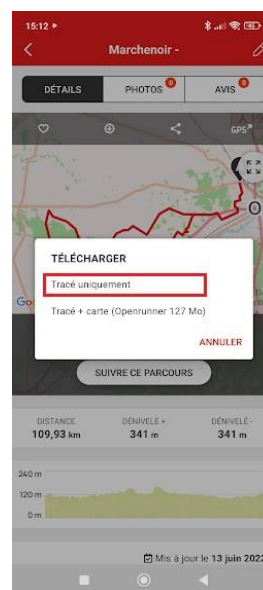 15:12
Marchenoir -
DÉTAILS
PHOTOS 0
AVIS 0
GPS
TÉLÉCHARGER
Tracé uniquement
Tracé + carte (Openrunner 127 Mo)
ANNULER
SUIVRE CE PARCOURS
DISTANCE DÉNIVELÉ + DÉNIVELÉ -
109,93 km 341 m 341 m
240 m
120 m
0 m
Mis à jour le 13 juin 2022